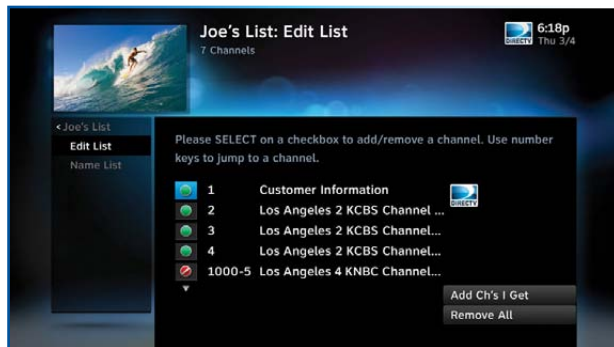 Joe's List: Edit List
7 Channels
DIRECTV
6:18p
Thu 3/4
<Joe's List
Edit List
Name List
Please SELECT on a checkbox to add/remove a channel. Use number
keys to jump to a channel.
1 Customer Information DIRECTV
2 Los Angeles 2 KCBS Channel ...
3 Los Angeles 2 KCBS Channel...
4 Los Angeles 2 KCBS Channel...
1000-5 Los Angeles 4 KNBC Channel...
Add Ch's I Get
Remove All